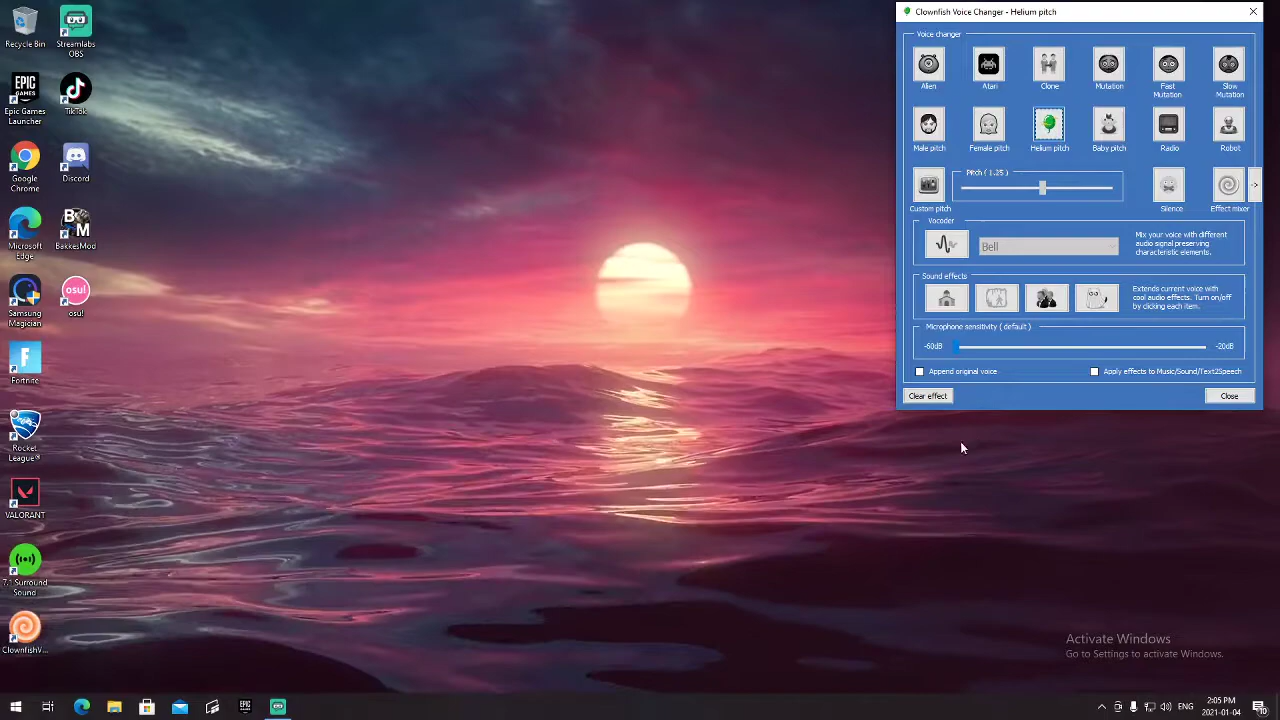 Recycle Bin
Streamlabs
OBS
Epic Games
Launcher
TikTok
Google
Chrome
Discord
Microsoft
Edge
BakkesMod
Samsung
Magician
osu!
osu!
Fortnite
Rocket
League®
VALORANT
7.1 Surround
Sound
ClownfishV...
Clownfish Voice Changer - Helium pitch
Voice changer
Alien
Atari
Clone
Mutation
Fast
Mutation
Slow
Mutation
Male pitch
Female pitch
Helium pitch
Baby pitch
Radio
Robot
Custom pitch
Pitch ( 1.25 )
Silence
Effect mixer
->
Vocoder
Bell
Mix your voice with different
audio signal preserving
characteristic elements.
Sound effects
Extends current voice with
cool audio effects. Turn on/off
by clicking each item.
Microphone sensitivity ( default )
-60dB
-20dB
Append original voice
Apply effects to Music/Sound/Text2Speech
Clear effect
Close
Activate Windows
Go to Settings to activate Windows.
ENG
2:05 PM
2021-01-04